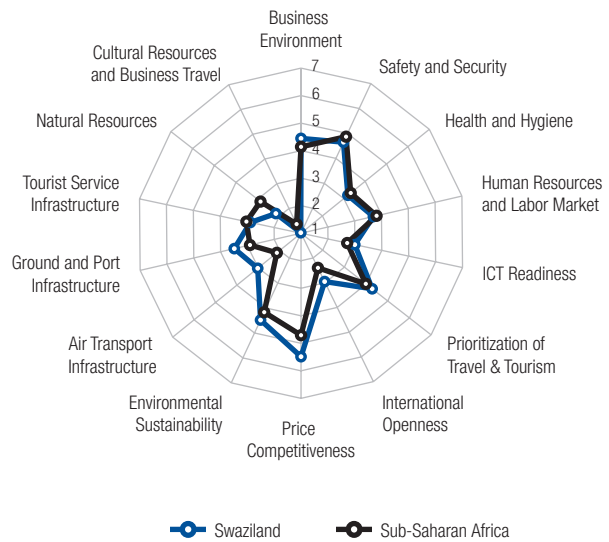 Business
Environment
Safety and Security
Health and Hygiene
Human Resources
and Labor Market
ICT Readiness
Prioritization of
Travel & Tourism
International
Openness
Price
Competitiveness
Environmental
Sustainability
Air Transport
Infrastructure
Ground and Port
Infrastructure
Tourist Service
Infrastructure
Natural Resources
Cultural Resources
and Business Travel
7
6
5
4
3
2
1
Swaziland
Sub-Saharan Africa